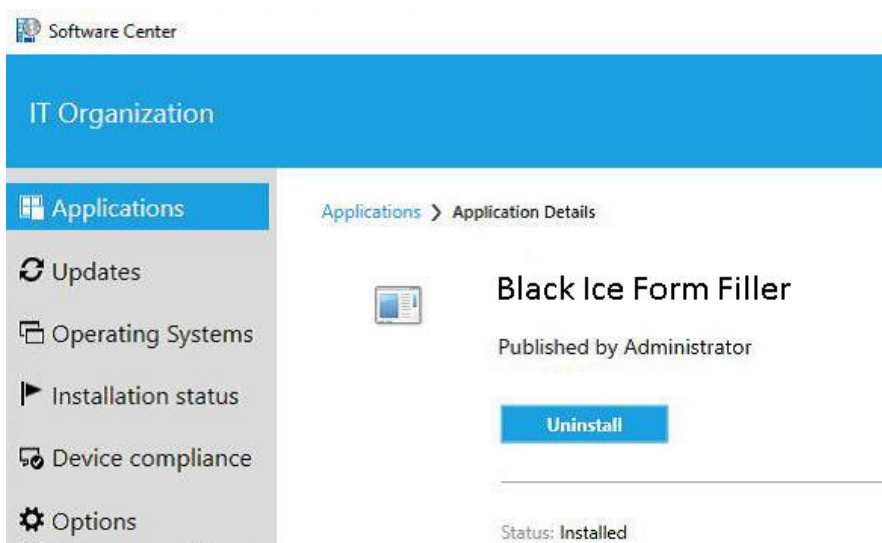 Software Center
IT Organization
Applications
Updates
Operating Systems
Installation status
Device compliance
Options
Applications ❯ Application Details
Black Ice Form Filler
Published by Administrator
Uninstall
Status: Installed